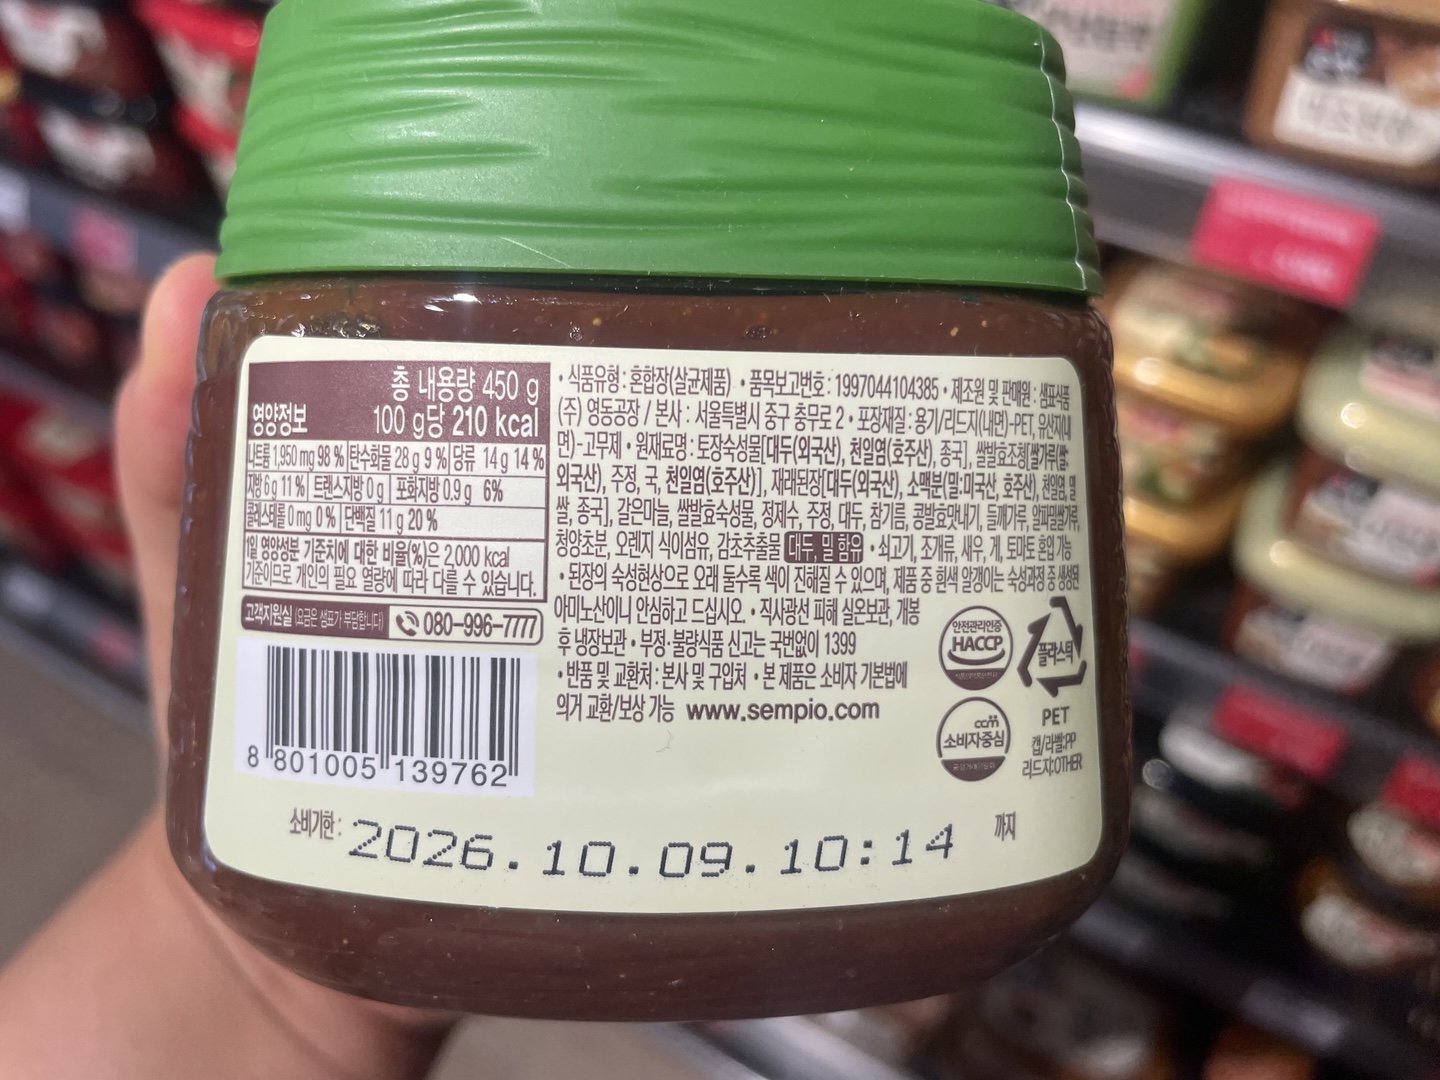 총 내용량 450 g
영양정보
100 g당 210 kcal
나트륨 1,950 mg 98 % 탄수화물 28 g 9 % 당류 14 g 14 %
지방 6 g 11 % 트랜스지방 0 g 포화지방 0.9 g 6%
콜레스테롤 0 mg 0 % 단백질 11 g 20 %
1일 영양성분 기준치에 대한 비율(%)은 2,000 kcal
기준이므로 개인의 필요 열량에 따라 다를 수 있습니다.
고객지원실 (요금은 샘표가 부담합니다) 080-996-7777
8 801005 139762
• 식품유형 : 혼합장(살균제품) • 품목보고번호 : 1997044104385 • 제조원 및 판매원 : 샘표식품
(주) 영동공장 / 본사 : 서울특별시 중구 충무로 2 • 포장재질 : 용기/리드지(내면)-PET, 유산지(내
면)-고무제 • 원재료명 : 토장숙성물[대두(외국산), 천일염(호주산), 종국], 쌀발효조청[쌀가루(쌀:
외국산), 주정, 국, 천일염(호주산)], 재래된장[대두(외국산), 소맥분(밀:미국산, 호주산), 천일염, 밀
쌀, 종국], 갈은마늘, 쌀발효숙성물, 정제수, 주정, 대두, 참기름, 콩발효맛내기, 들깨가루, 알파밀쌀가루,
청양초분, 오렌지 식이섬유, 감초추출물 대두, 밀 함유 • 쇠고기, 조개류, 새우, 게, 토마토 혼입 가능
• 된장의 숙성현상으로 오래 둘수록 색이 진해질 수 있으며, 제품 중 흰색 알갱이는 숙성과정 중 생성된
아미노산이니 안심하고 드십시오 • 직사광선 피해 실온보관, 개봉
후 냉장보관 • 부정·불량식품 신고는 국번없이 1399
• 반품 및 교환처 : 본사 및 구입처 • 본 제품은 소비자 기본법에
의거 교환/보상 가능 www.sempio.com
안전관리인증
HACCP
플라스틱
ccm
소비자중심
PET
캡/라벨:PP
리드지:OTHER
소비기한 : 2026.10.09.10:14 까지